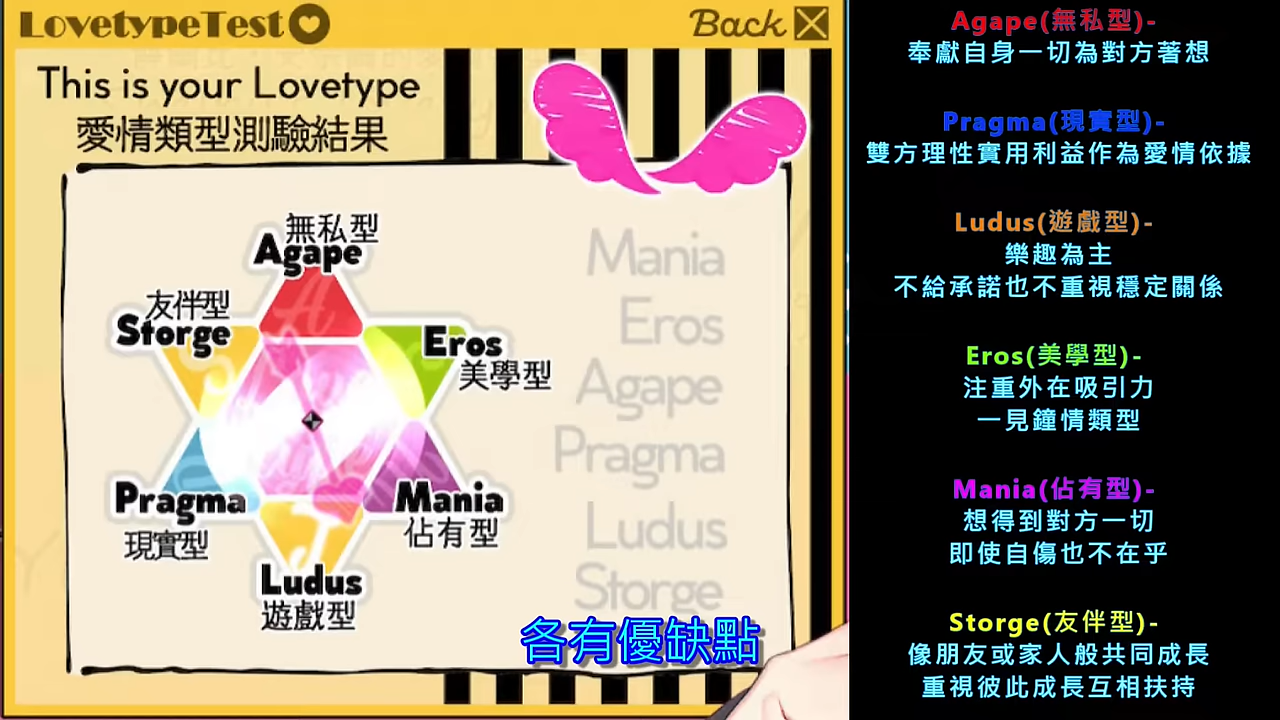 LovetypeTest
Back
This is your Lovetype
愛情類型測驗結果
無私型
Agape
友伴型
Storge
Eros
美學型
Pragma
現實型
Mania
佔有型
Ludus
遊戲型
Mania
Eros
Agape
Pragma
Ludus
Storge
各有優缺點
Agape(無私型)-
奉獻自身一切為對方著想
Pragma(現實型)-
雙方理性實用利益作為愛情依據
Ludus(遊戲型)-
樂趣為主
不給承諾也不重視穩定關係
Eros(美學型)-
注重外在吸引力
一見鐘情類型
Mania(佔有型)-
想得到對方一切
即使自傷也不在乎
Storge(友伴型)-
像朋友或家人般共同成長
重視彼此成長互相扶持